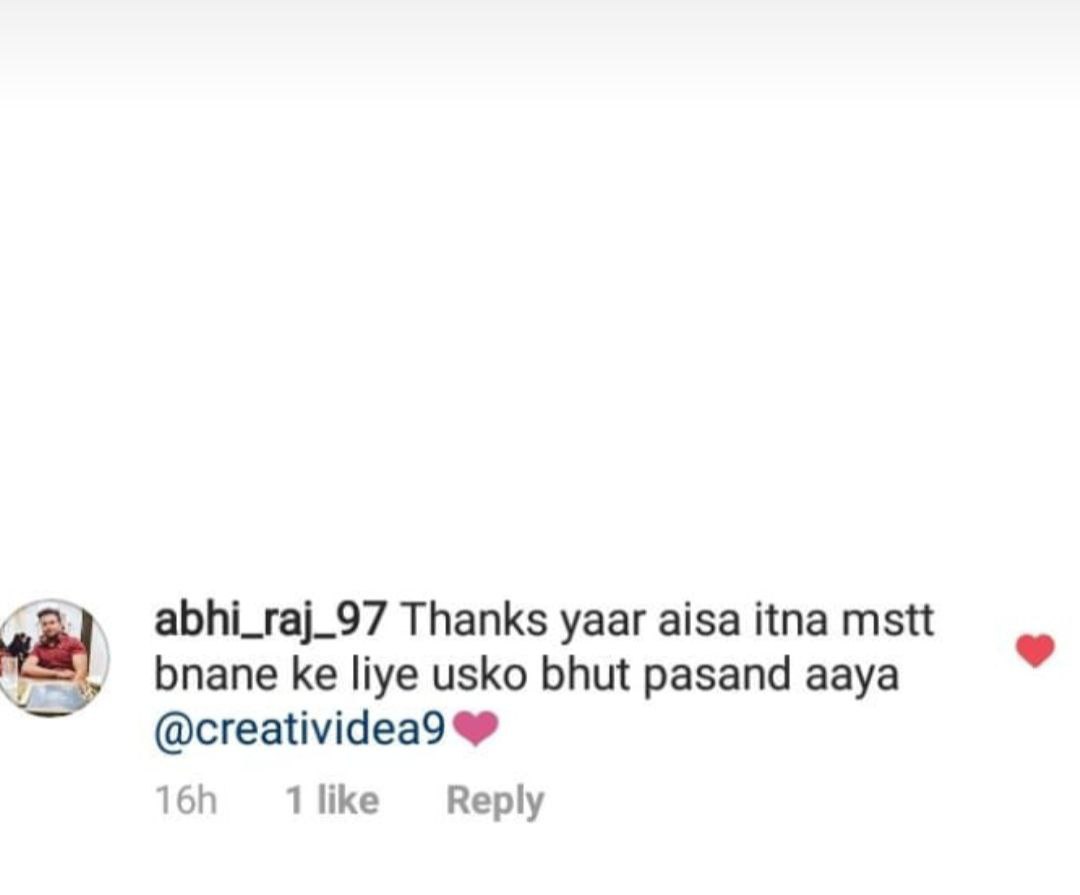 abhi_raj_97 Thanks yaar aisa itna mstt
bnane ke liye usko bhut pasand aaya
@creatividea9💗
16h 1 like Reply